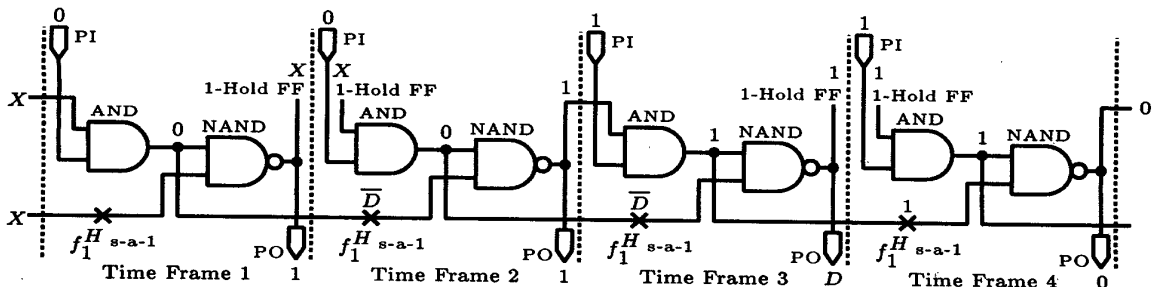 0 0 1 1
PI PI PI PI
X X 1 1
1-Hold FF 1-Hold FF 1 1-Hold FF 1-Hold FF
X AND AND AND AND 0
0 NAND 0 NAND 1 NAND 1 NAND
X D̅ D̅ 1
f₁ᴴ s-a-1 f₁ᴴ s-a-1 f₁ᴴ s-a-1 f₁ᴴ s-a-1
PO PO PO PO
Time Frame 1 1 Time Frame 2 1 Time Frame 3 D Time Frame 4 0